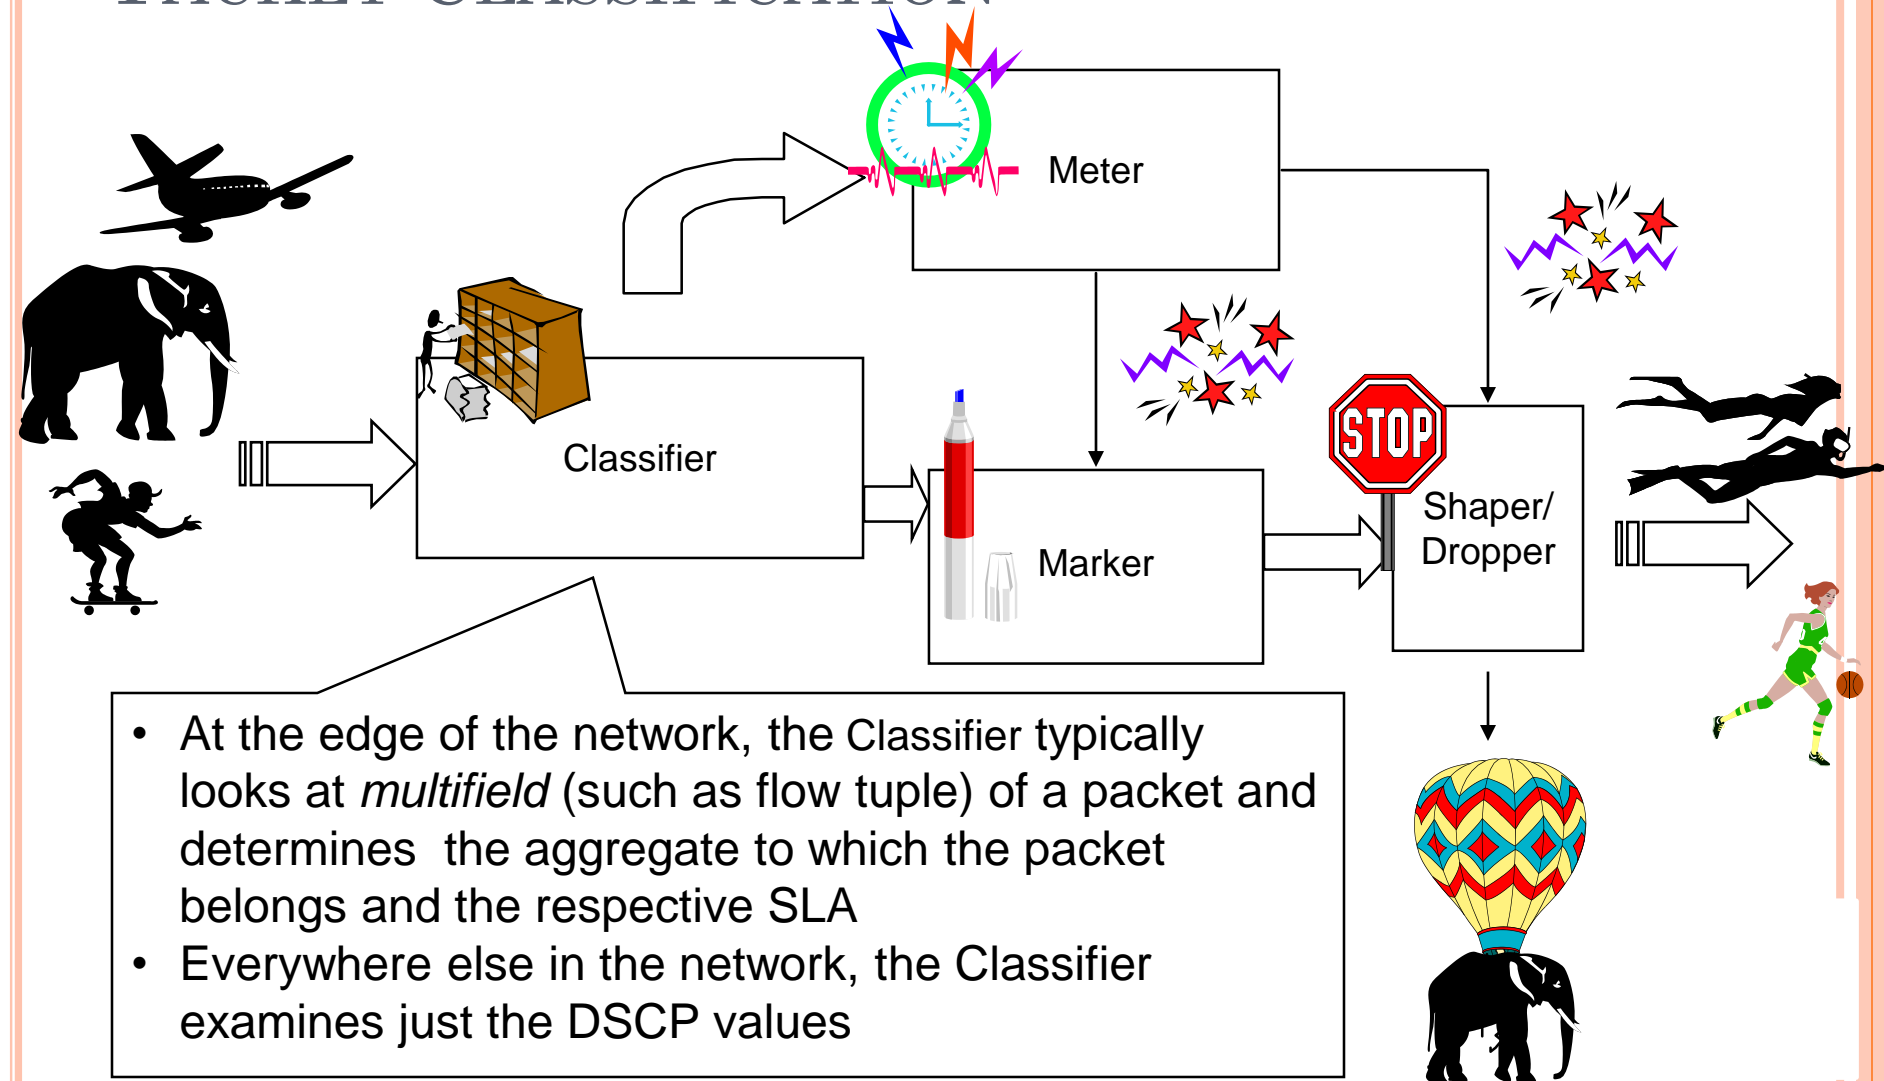 PACKET CLASSIFICATION
Meter
Classifier
STOP
Shaper/
Dropper
Marker
• At the edge of the network, the Classifier typically
looks at multifield (such as flow tuple) of a packet and
determines  the aggregate to which the packet
belongs and the respective SLA
• Everywhere else in the network, the Classifier
examines just the DSCP values